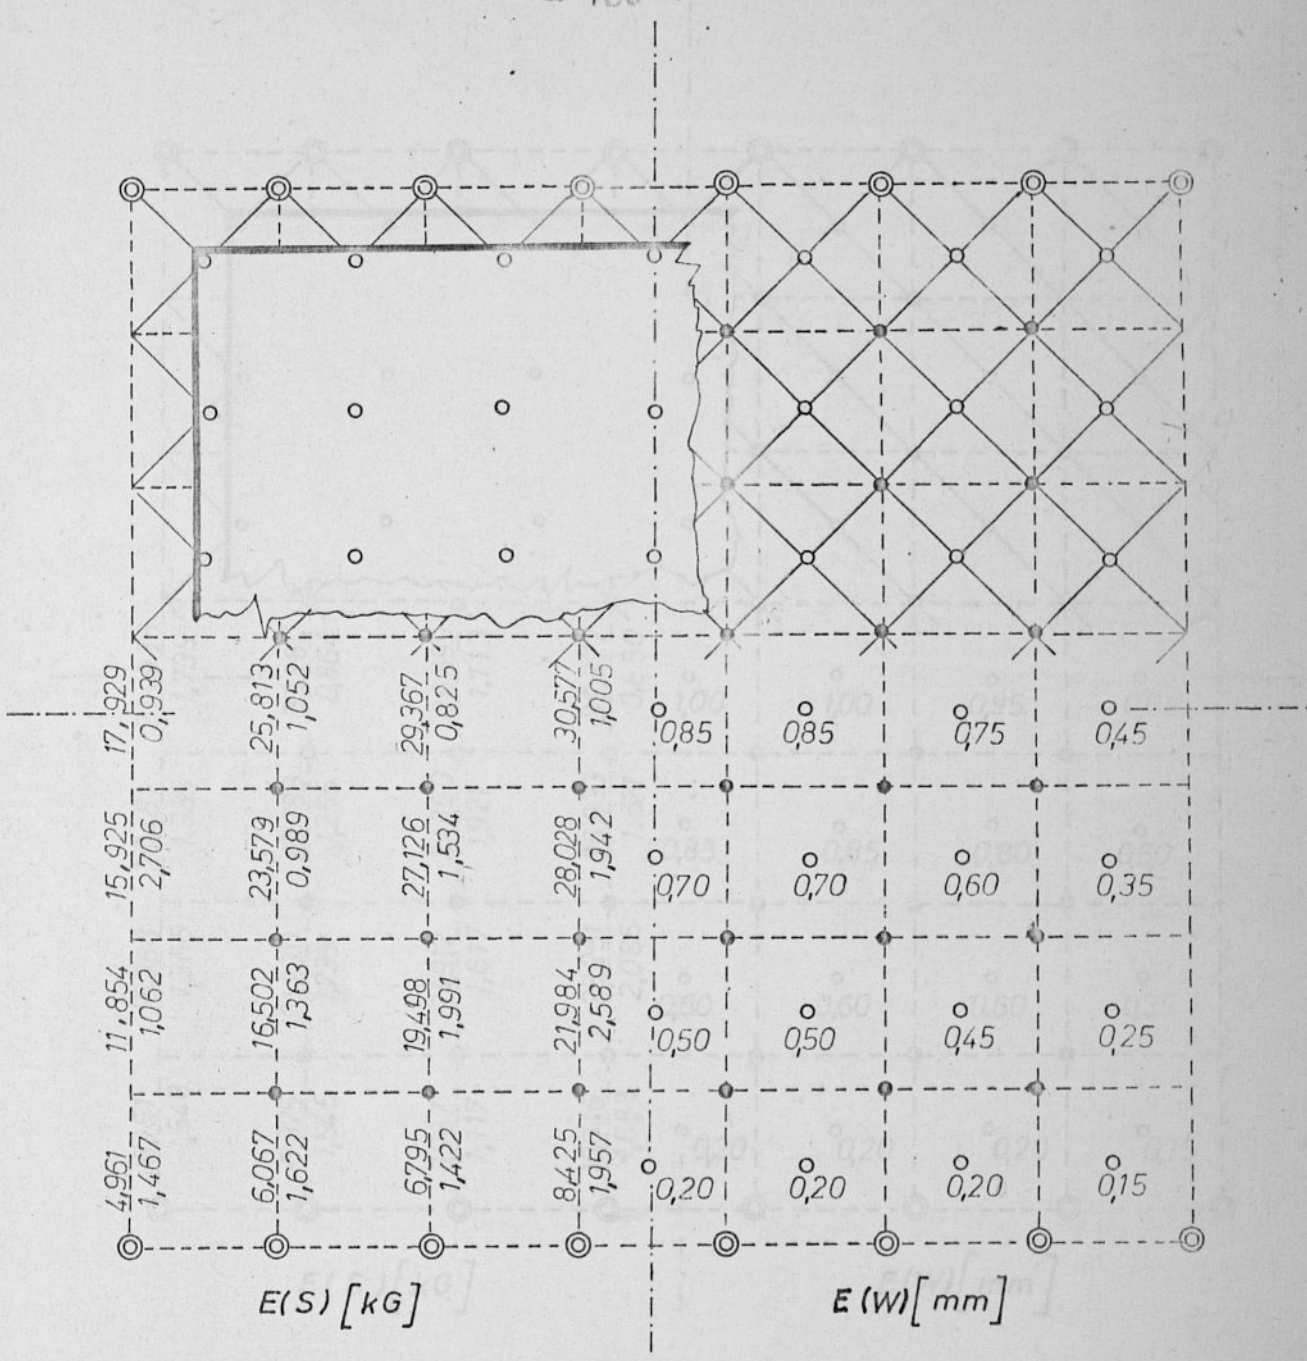 17,929 25,813 29,367 30,577
0,939 1,052 0,825 1,005
0,85 0,85 0,75 0,45
15,925 23,579 27,126 28,028
2,706 0,989 1,534 1,942
0,70 0,70 0,60 0,35
11,854 16,502 19,498 21,984
1,062 1,363 1,991 2,589
0,50 0,50 0,45 0,25
4,961 6,067 6,795 8,425
1,467 1,622 1,422 1,957
0,20 0,20 0,20 0,15
E(S) [kG] E(W) [mm]